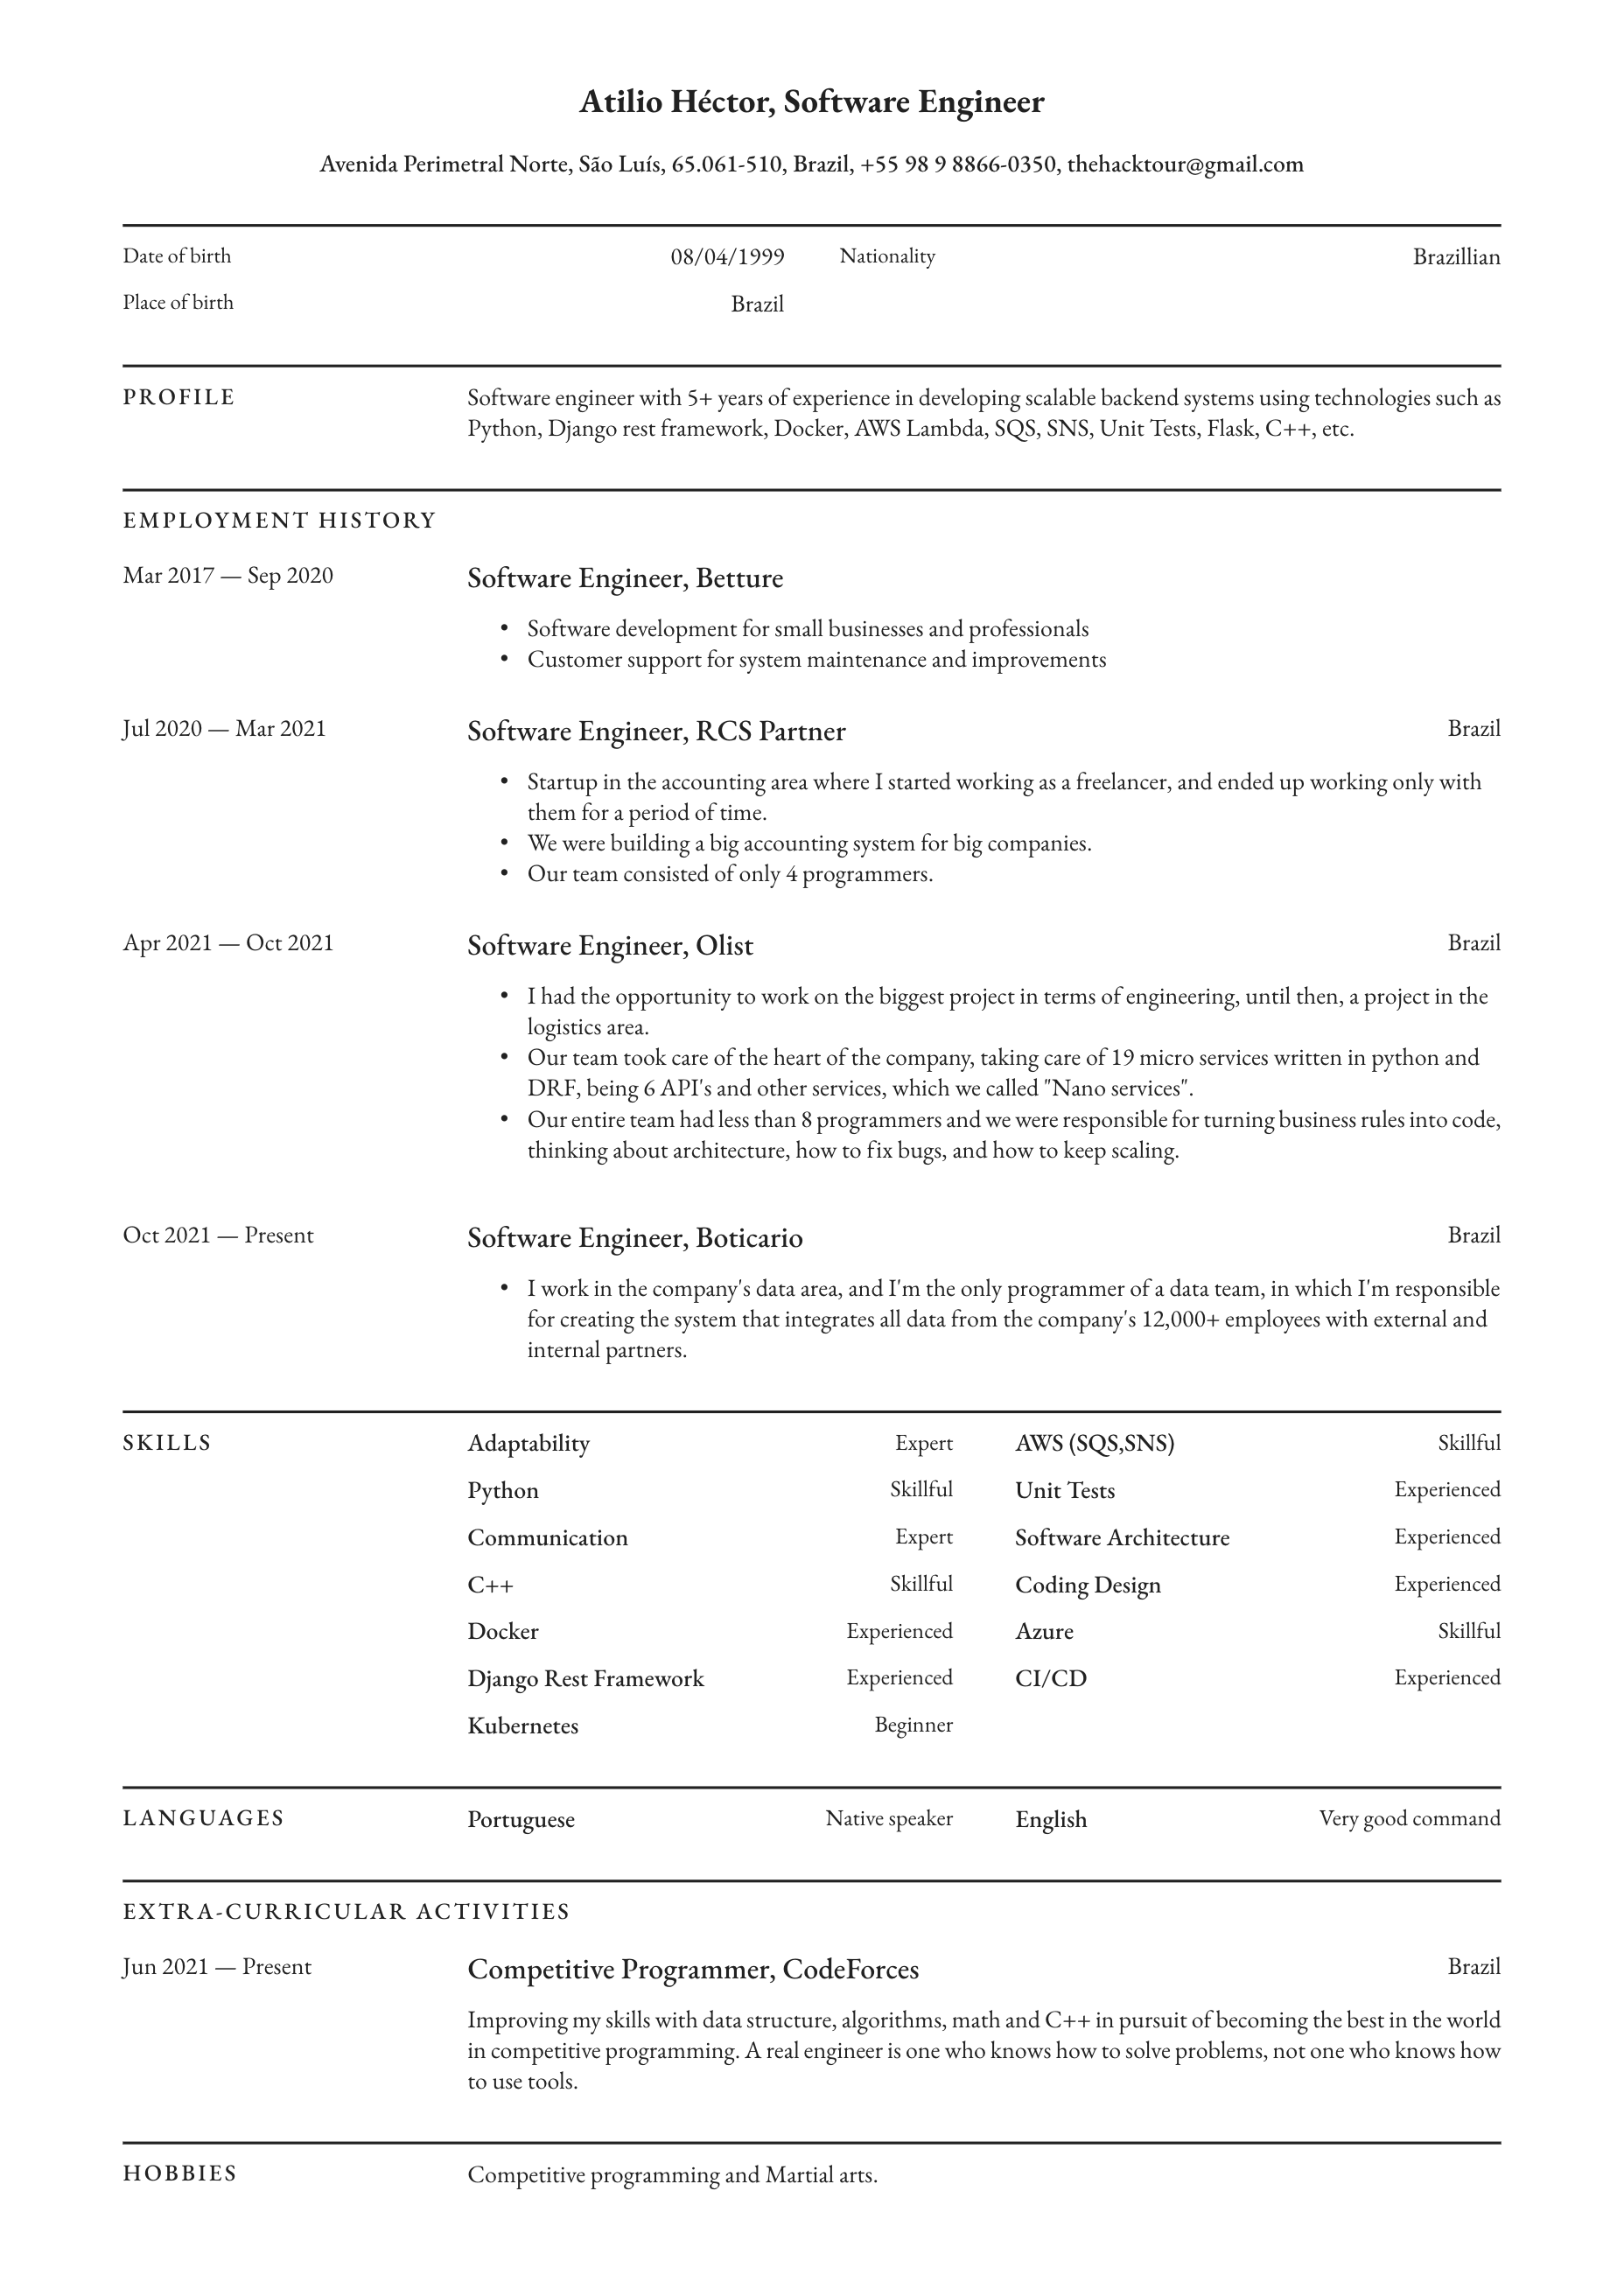 Atilio Héctor, Software Engineer
Avenida Perimetral Norte, São Luís, 65.061-510, Brazil, +55 98 9 8866-0350, thehacktour@gmail.com
Date of birth 08/04/1999 Nationality Brazillian
Place of birth Brazil
PROFILE Software engineer with 5+ years of experience in developing scalable backend systems using technologies such as
Python, Django rest framework, Docker, AWS Lambda, SQS, SNS, Unit Tests, Flask, C++, etc.
EMPLOYMENT HISTORY
Mar 2017 — Sep 2020 Software Engineer, Betture
• Software development for small businesses and professionals
• Customer support for system maintenance and improvements
Jul 2020 — Mar 2021 Software Engineer, RCS Partner Brazil
• Startup in the accounting area where I started working as a freelancer, and ended up working only with
them for a period of time.
• We were building a big accounting system for big companies.
• Our team consisted of only 4 programmers.
Apr 2021 — Oct 2021 Software Engineer, Olist Brazil
• I had the opportunity to work on the biggest project in terms of engineering, until then, a project in the
logistics area.
• Our team took care of the heart of the company, taking care of 19 micro services written in python and
DRF, being 6 API's and other services, which we called "Nano services".
• Our entire team had less than 8 programmers and we were responsible for turning business rules into code,
thinking about architecture, how to fix bugs, and how to keep scaling.
Oct 2021 — Present Software Engineer, Boticario Brazil
• I work in the company's data area, and I'm the only programmer of a data team, in which I'm responsible
for creating the system that integrates all data from the company's 12,000+ employees with external and
internal partners.
SKILLS Adaptability Expert AWS (SQS,SNS) Skillful
Python Skillful Unit Tests Experienced
Communication Expert Software Architecture Experienced
C++ Skillful Coding Design Experienced
Docker Experienced Azure Skillful
Django Rest Framework Experienced CI/CD Experienced
Kubernetes Beginner
LANGUAGES Portuguese Native speaker English Very good command
EXTRA-CURRICULAR ACTIVITIES
Jun 2021 — Present Competitive Programmer, CodeForces Brazil
Improving my skills with data structure, algorithms, math and C++ in pursuit of becoming the best in the world
in competitive programming. A real engineer is one who knows how to solve problems, not one who knows how
to use tools.
HOBBIES Competitive programming and Martial arts.